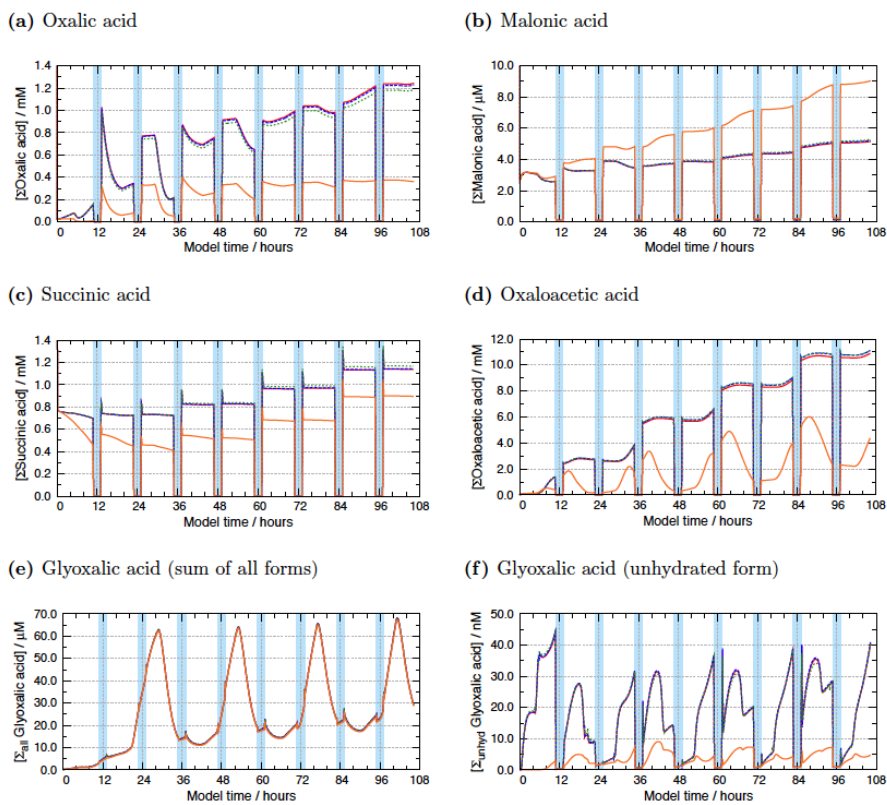 (a) Oxalic acid
[ΣOxalic acid] / mM
1.4
1.2
1.0
0.8
0.6
0.4
0.2
0.0
0 12 24 36 48 60 72 84 96 108
Model time / hours
(b) Malonic acid
[ΣMalonic acid] / μM
10.0
8.0
6.0
4.0
2.0
0.0
0 12 24 36 48 60 72 84 96 108
Model time / hours
(c) Succinic acid
[ΣSuccinic acid] / mM
1.4
1.2
1.0
0.8
0.6
0.4
0.2
0.0
0 12 24 36 48 60 72 84 96 108
Model time / hours
(d) Oxaloacetic acid
[ΣOxaloacetic acid] / mM
12.0
10.0
8.0
6.0
4.0
2.0
0.0
0 12 24 36 48 60 72 84 96 108
Model time / hours
(e) Glyoxalic acid (sum of all forms)
[Σall Glyoxalic acid] / μM
70.0
60.0
50.0
40.0
30.0
20.0
10.0
0.0
0 12 24 36 48 60 72 84 96 108
Model time / hours
(f) Glyoxalic acid (unhydrated form)
[Σunhyd Glyoxalic acid] / nM
50.0
40.0
30.0
20.0
10.0
0.0
0 12 24 36 48 60 72 84 96 108
Model time / hours